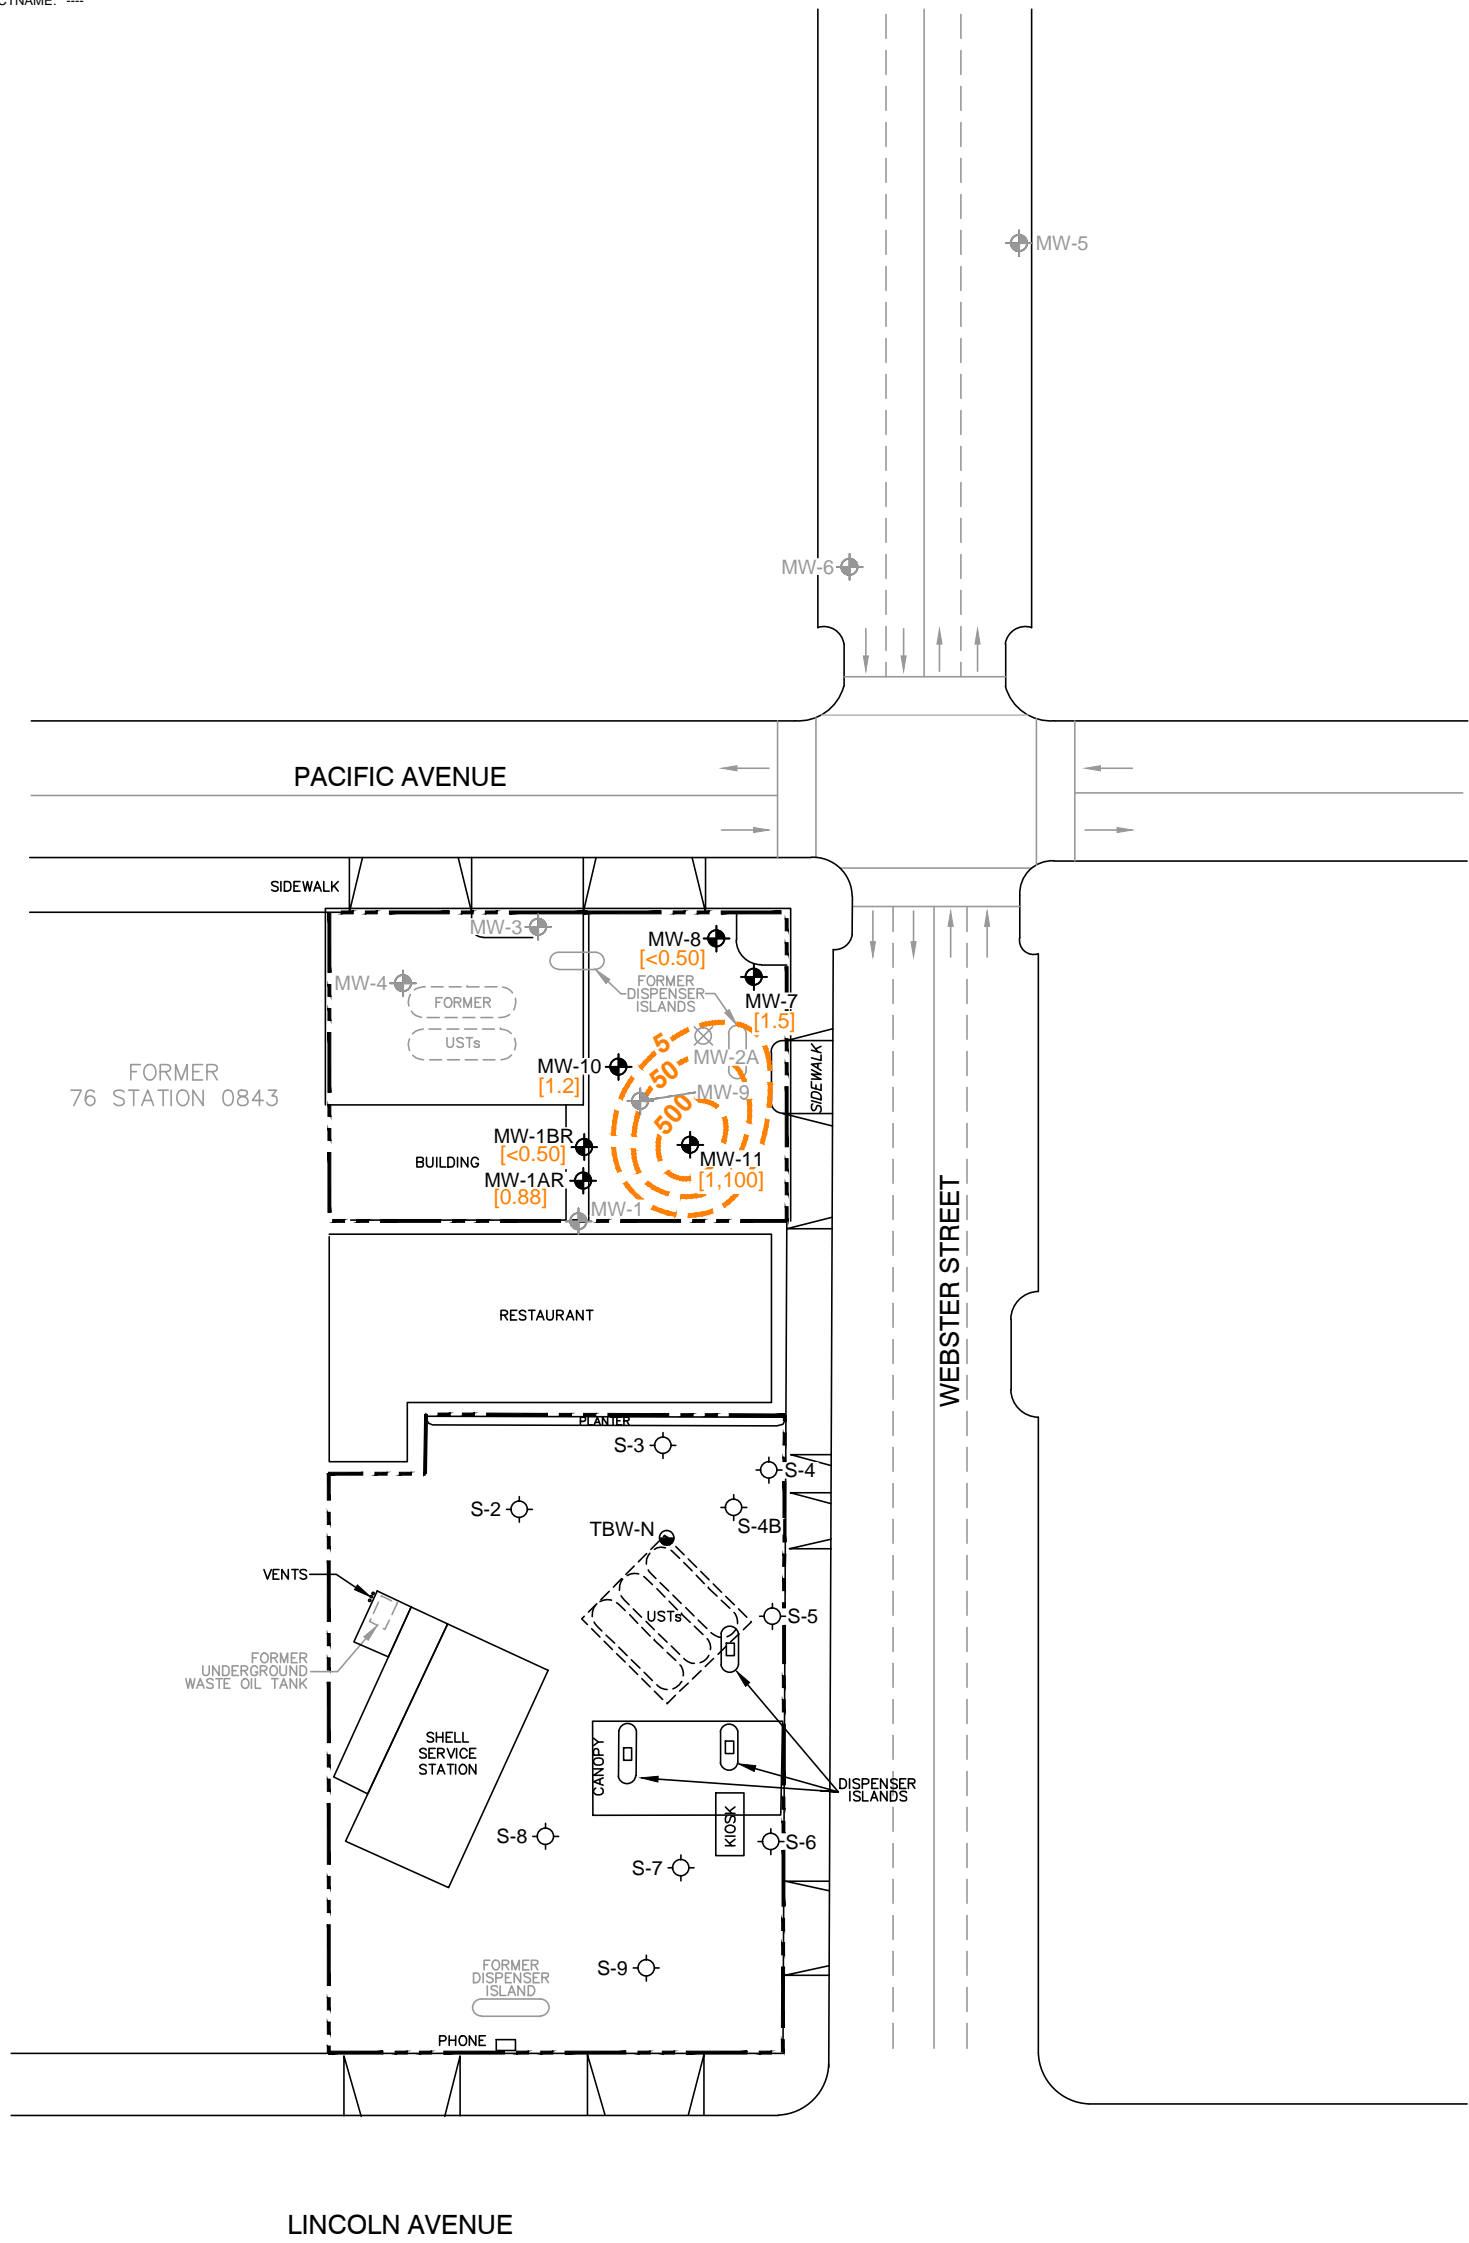 CTNAME: ----
MW-5
MW-6
PACIFIC AVENUE
SIDEWALK
MW-3
MW-8
[<0.50]
MW-4
FORMER
USTs
FORMER
DISPENSER
ISLANDS
MW-7
[1.5]
5
MW-2A
MW-10
[1.2]
50
MW-9
500
SIDEWALK
FORMER
76 STATION 0843
MW-1BR
[<0.50]
BUILDING
MW-11
[1,100]
MW-1AR
[0.88]
MW-1
WEBSTER STREET
RESTAURANT
PLANTER
S-3
S-4
S-2
S-4B
TBW-N
VENTS
USTs
S-5
FORMER
UNDERGROUND
WASTE OIL TANK
SHELL
SERVICE
STATION
CANOPY
DISPENSER
ISLANDS
KIOSK
S-8
S-6
S-7
S-9
FORMER
DISPENSER
ISLAND
PHONE
LINCOLN AVENUE